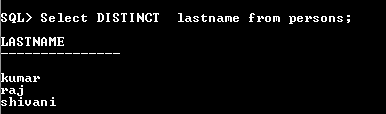 SQL> Select DISTINCT  lastname from persons;
LASTNAME
---------------
kumar
raj
shivani